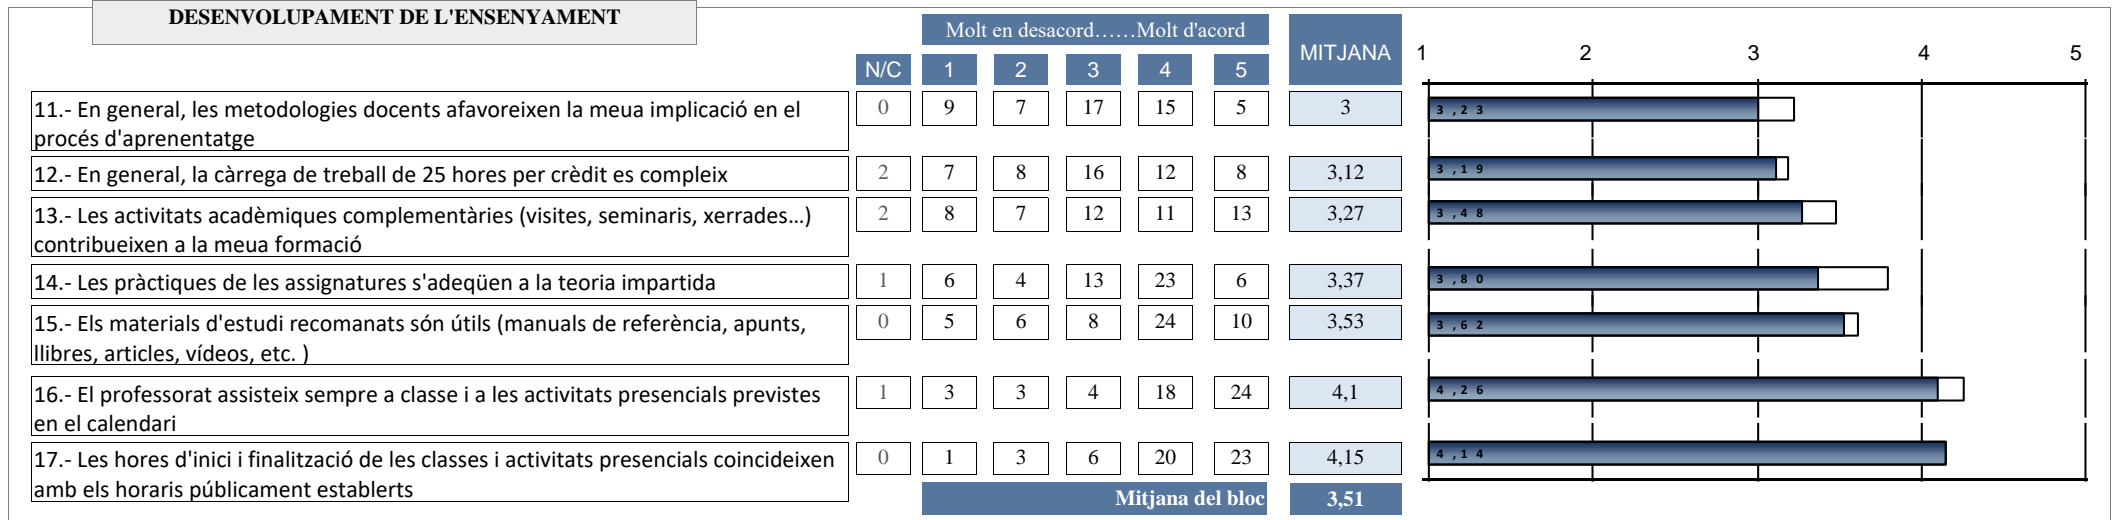 DESENVOLUPAMENT DE L'ENSENYAMENT
Molt en desacord……Molt d'acord
MITJANA
N/C 1 2 3 4 5
1 2 3 4 5
11.- En general, les metodologies docents afavoreixen la meua implicació en el
procés d'aprenentatge
0 9 7 17 15 5 3
3,23
12.- En general, la càrrega de treball de 25 hores per crèdit es compleix
2 7 8 16 12 8 3,12
3,19
13.- Les activitats acadèmiques complementàries (visites, seminaris, xerrades…)
contribueixen a la meua formació
2 8 7 12 11 13 3,27
3,48
14.- Les pràctiques de les assignatures s'adeqüen a la teoria impartida
1 6 4 13 23 6 3,37
3,80
15.- Els materials d'estudi recomanats són útils (manuals de referència, apunts,
llibres, articles, vídeos, etc. )
0 5 6 8 24 10 3,53
3,62
16.- El professorat assisteix sempre a classe i a les activitats presencials previstes
en el calendari
1 3 3 4 18 24 4,1
4,26
17.- Les hores d'inici i finalització de les classes i activitats presencials coincideixen
amb els horaris públicament establerts
0 1 3 6 20 23 4,15
4,14
Mitjana del bloc 3,51